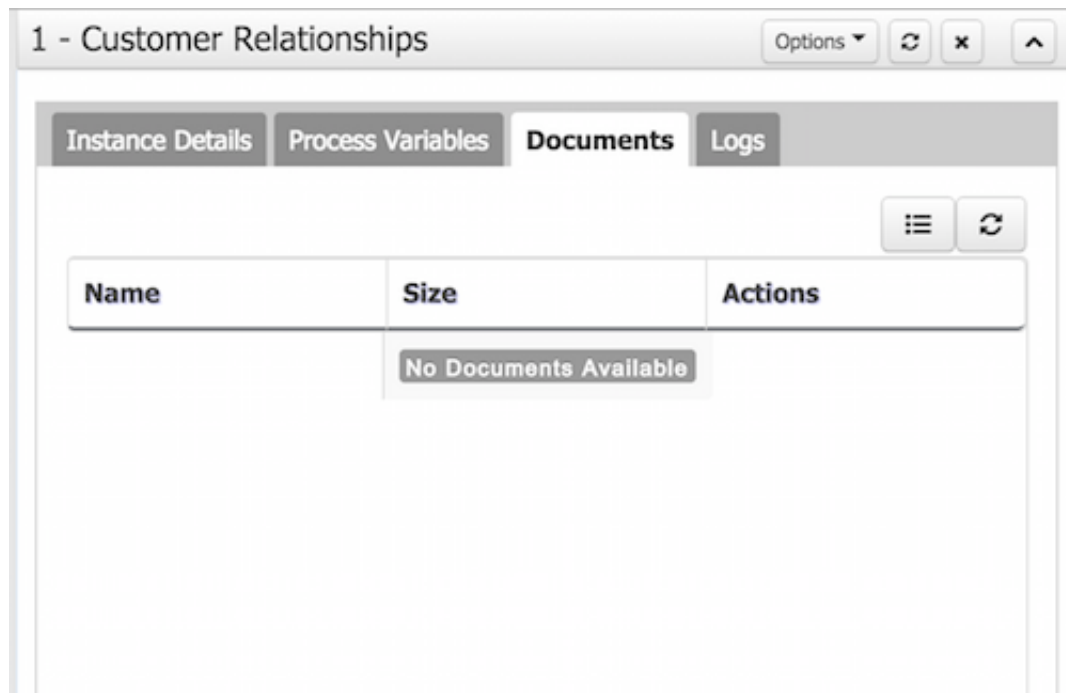 1 - Customer Relationships Options
Instance Details Process Variables Documents Logs
Name Size Actions
No Documents Available